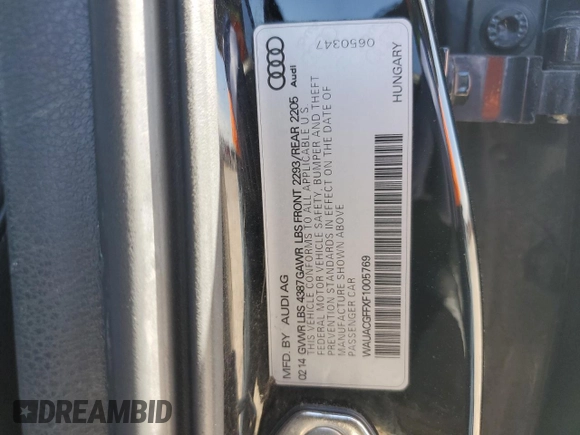 0650347
HUNGARY
Audi
MFD. BY AUDI AG
02 14 GVWR LBS 4387 GAWR LBS FRONT 2293/REAR 2205
THIS VEHICLE CONFORMS TO ALL APPLICABLE U S
FEDERAL MOTOR VEHICLE SAFETY, BUMPER AND THEFT
PREVENTION STANDARDS IN EFFECT ON THE DATE OF
MANUFACTURE SHOWN ABOVE
PASSENGER CAR
WAUACGFFXF1005769
DREAMBID